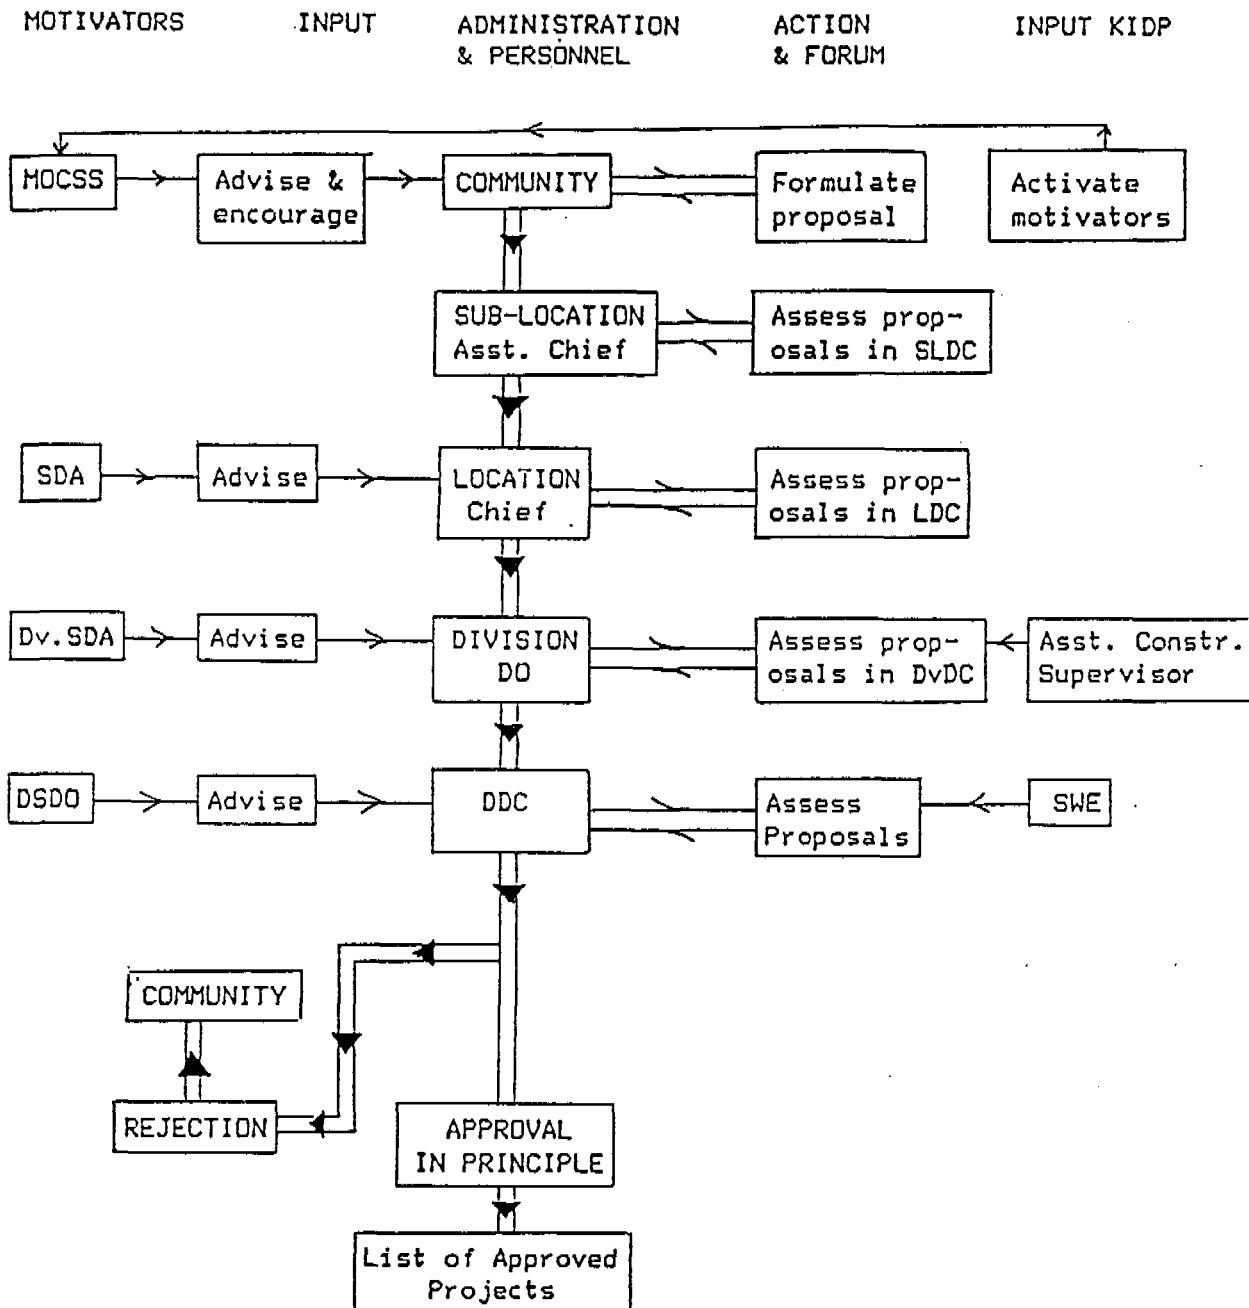 MOTIVATORS INPUT ADMINISTRATION ACTION INPUT KIDP
& PERSONNEL & FORUM
MOCSS Advise & COMMUNITY Formulate Activate
encourage proposal motivators
SUB-LOCATION Assess prop-
Asst. Chief osals in SLDC
SDA Advise LOCATION Assess prop-
Chief osals in LDC
Dv.SDA Advise DIVISION Assess prop- Asst. Constr.
DO osals in DvDC Supervisor
DSDO Advise DDC Assess SWE
Proposals
COMMUNITY
REJECTION APPROVAL
IN PRINCIPLE
List of Approved
Projects